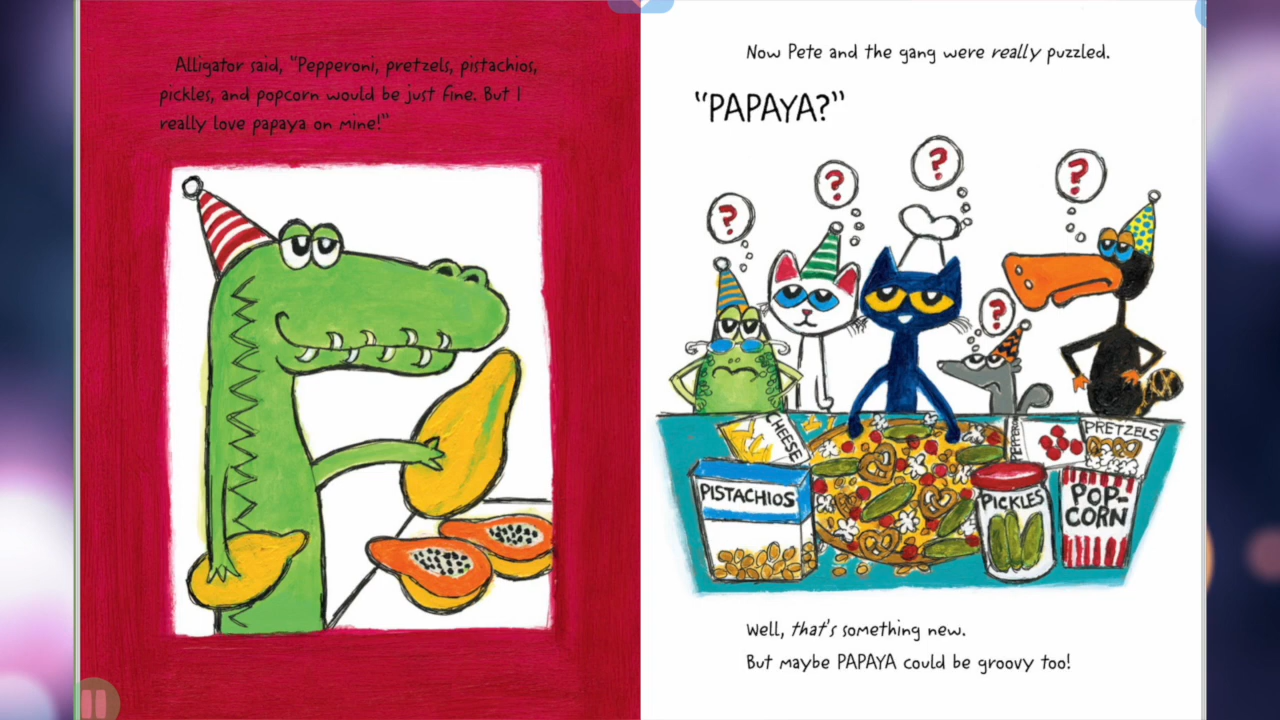 Alligator said, "Pepperoni, pretzels, pistachios,
pickles, and popcorn would be just fine. But I
really love papaya on mine!"
Now Pete and the gang were really puzzled.
"PAPAYA?"
?
?
?
?
?
CHEESE
PISTACHIOS
PICKLES
POP-
CORN
PRETZELS
Well, that's something new.
But maybe PAPAYA could be groovy too!